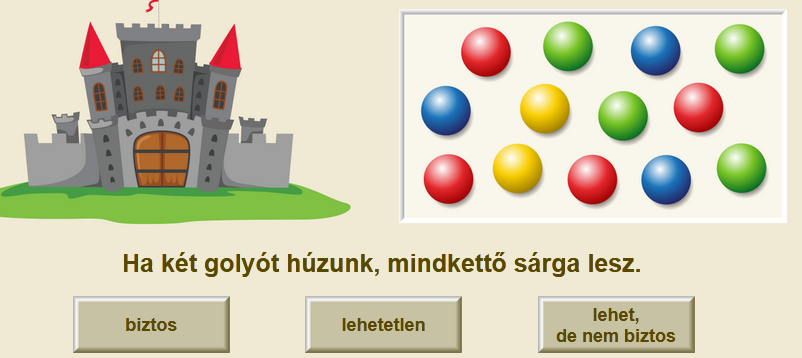 Ha két golyót húzunk, mindkettő sárga lesz.
biztos
lehetetlen
lehet,
de nem biztos